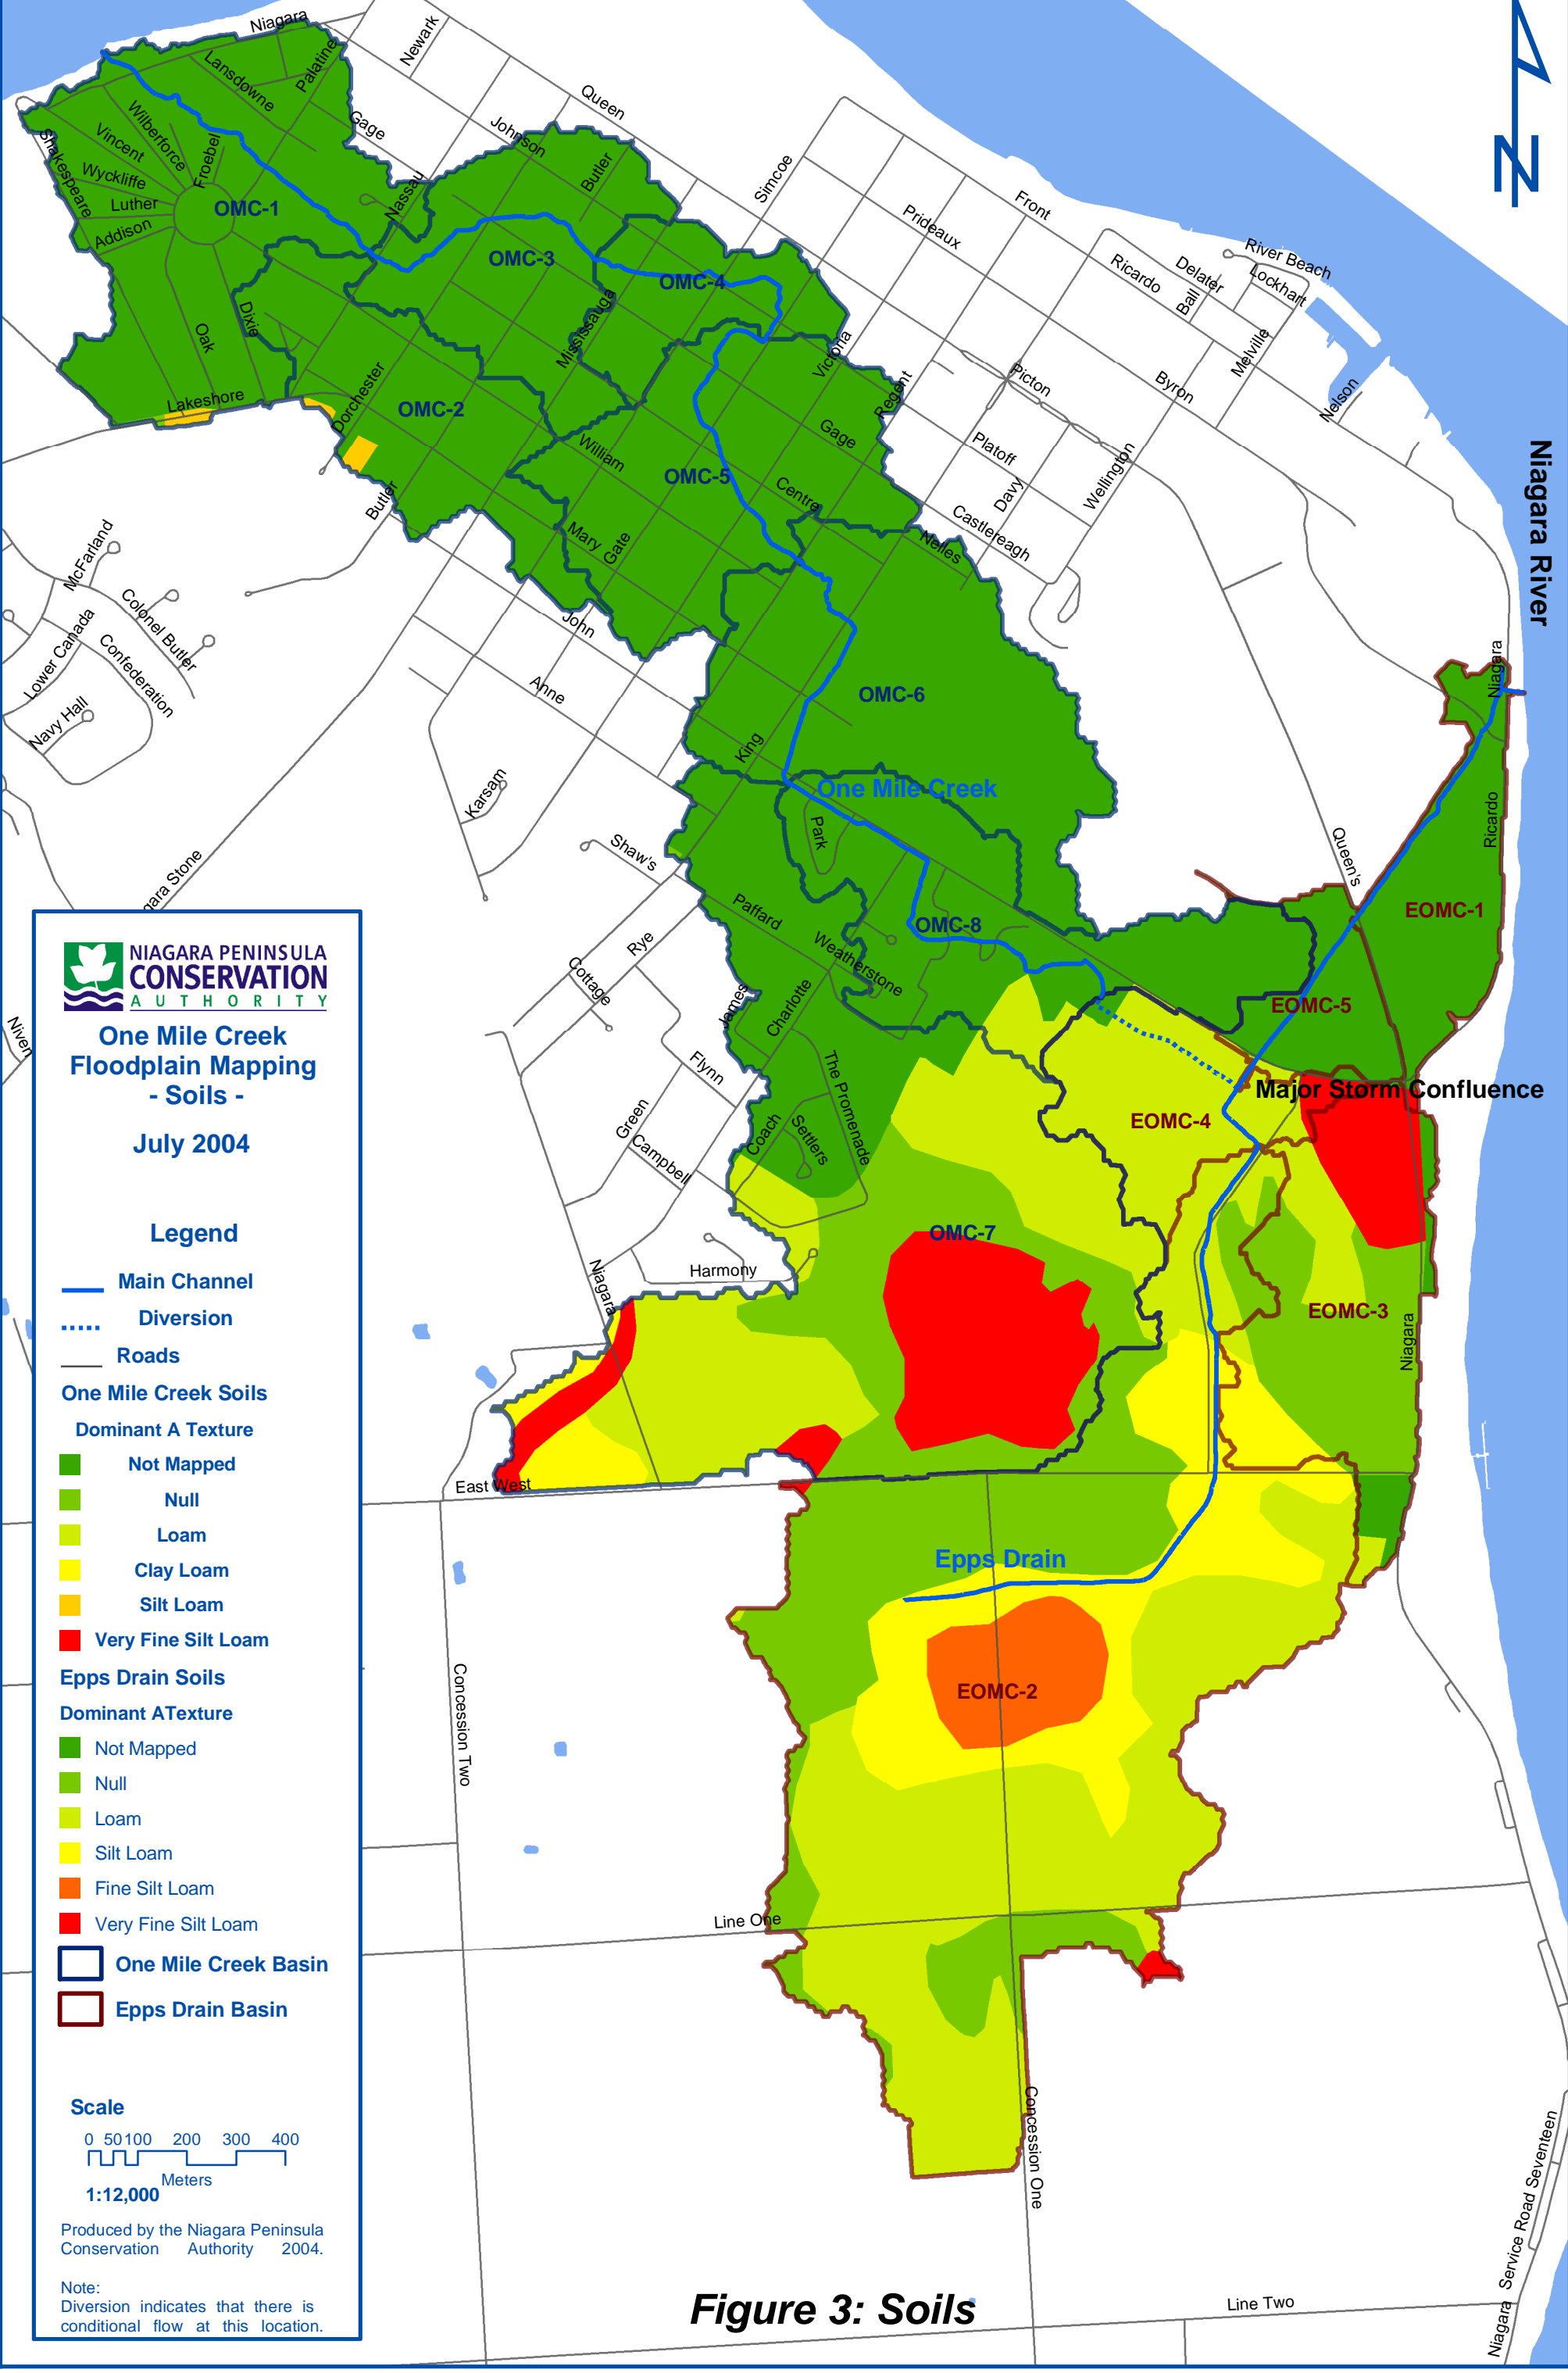 Niagara
Newark
Palatine
Lansdowne
Queen
Gage
Johnson
Wilberforce
Vincent
Froebel
Shakespeare
Wyckliffe
Butler
Simcoe
Luther
Nassau
OMC-1
Addison
Prideaux
Front
River Beach
Delater
Lockhart
Ricardo
Ball
OMC-3
OMC-4
Dixie
Oak
Mississauga
Victoria
Melville
Picton
Byron
Nelson
Regent
Dorchester
Lakeshore
OMC-2
Gage
William
Platoff
OMC-5
Davy
Wellington
Centre
Castlereagh
Niagara River
Butler
Mary
Gate
Nelles
McFarland
Colonel Butler
Lower Canada
Confederation
John
Anne
Navy Hall
OMC-6
Niagara
King
Karsam
One Mile Creek
Park
Ricardo
Shaw's
Queen's
gara Stone
Paffard
EOMC-1
OMC-8
Weatherstone
Rye
Cottage
James
Charlotte
EOMC-5
Niven
Flynn
The Promenade
Major Storm Confluence
EOMC-4
Green
Coach
Settlers
Campbell
OMC-7
Harmony
Niagara
EOMC-3
Niagara
East West
Epps Drain
EOMC-2
Concession Two
Line One
Concession One
Service Road Seventeen
Niagara
Line Two
NIAGARA PENINSULA
CONSERVATION
AUTHORITY
One Mile Creek
Floodplain Mapping
- Soils -
July 2004
Legend
Main Channel
Diversion
Roads
One Mile Creek Soils
Dominant A Texture
Not Mapped
Null
Loam
Clay Loam
Silt Loam
Very Fine Silt Loam
Epps Drain Soils
Dominant ATexture
Not Mapped
Null
Loam
Silt Loam
Fine Silt Loam
Very Fine Silt Loam
One Mile Creek Basin
Epps Drain Basin
Scale
0 50 100 200 300 400
Meters
1:12,000
Produced by the Niagara Peninsula
Conservation Authority 2004.
Note:
Diversion indicates that there is
conditional flow at this location.
Figure 3: Soils
N